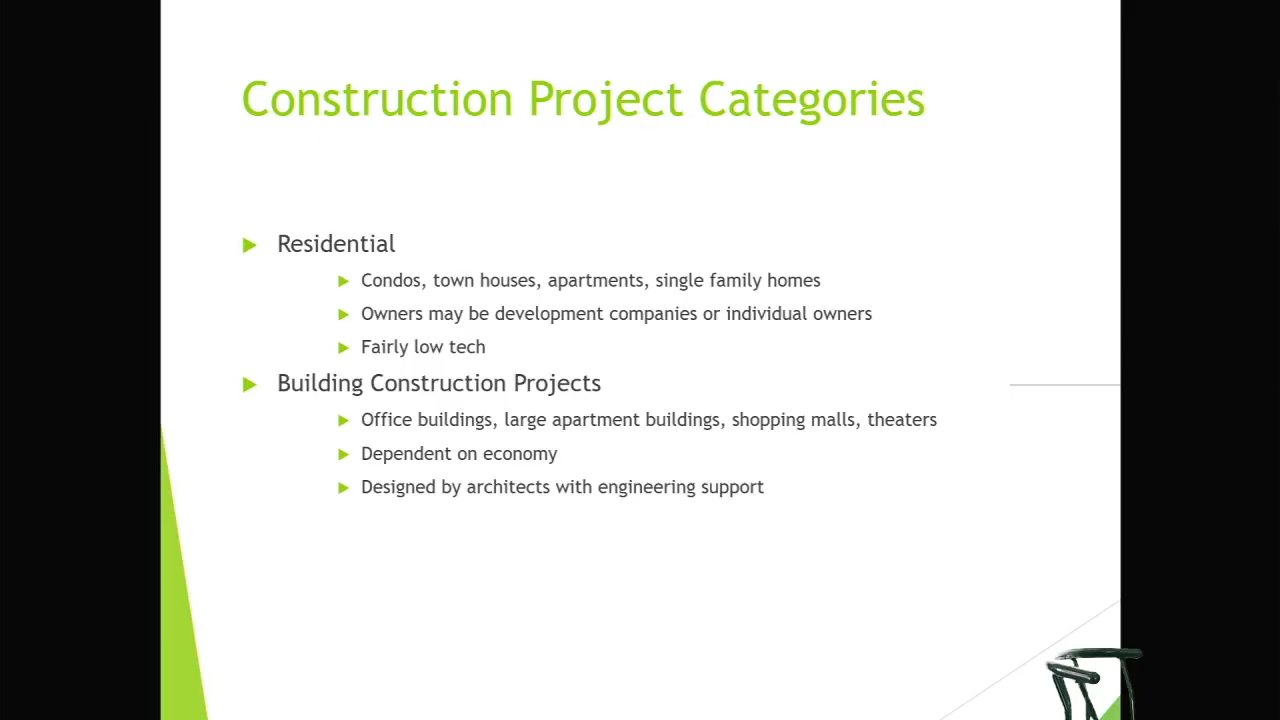 Construction Project Categories
Residential
Condos, town houses, apartments, single family homes
Owners may be development companies or individual owners
Fairly low tech
Building Construction Projects
Office buildings, large apartment buildings, shopping malls, theaters
Dependent on economy
Designed by architects with engineering support